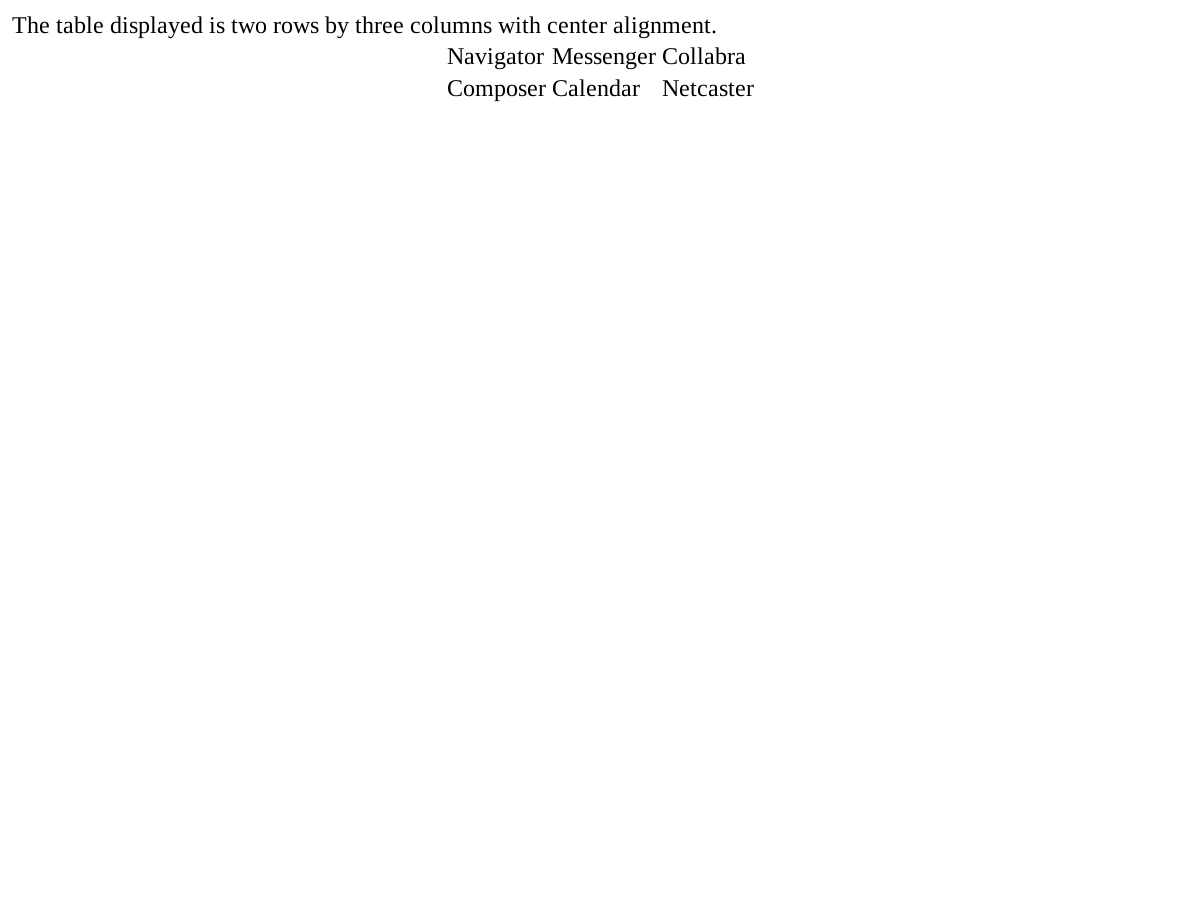 The table displayed is two rows by three columns with center alignment.
Navigator Messenger Collabra
Composer Calendar Netcaster